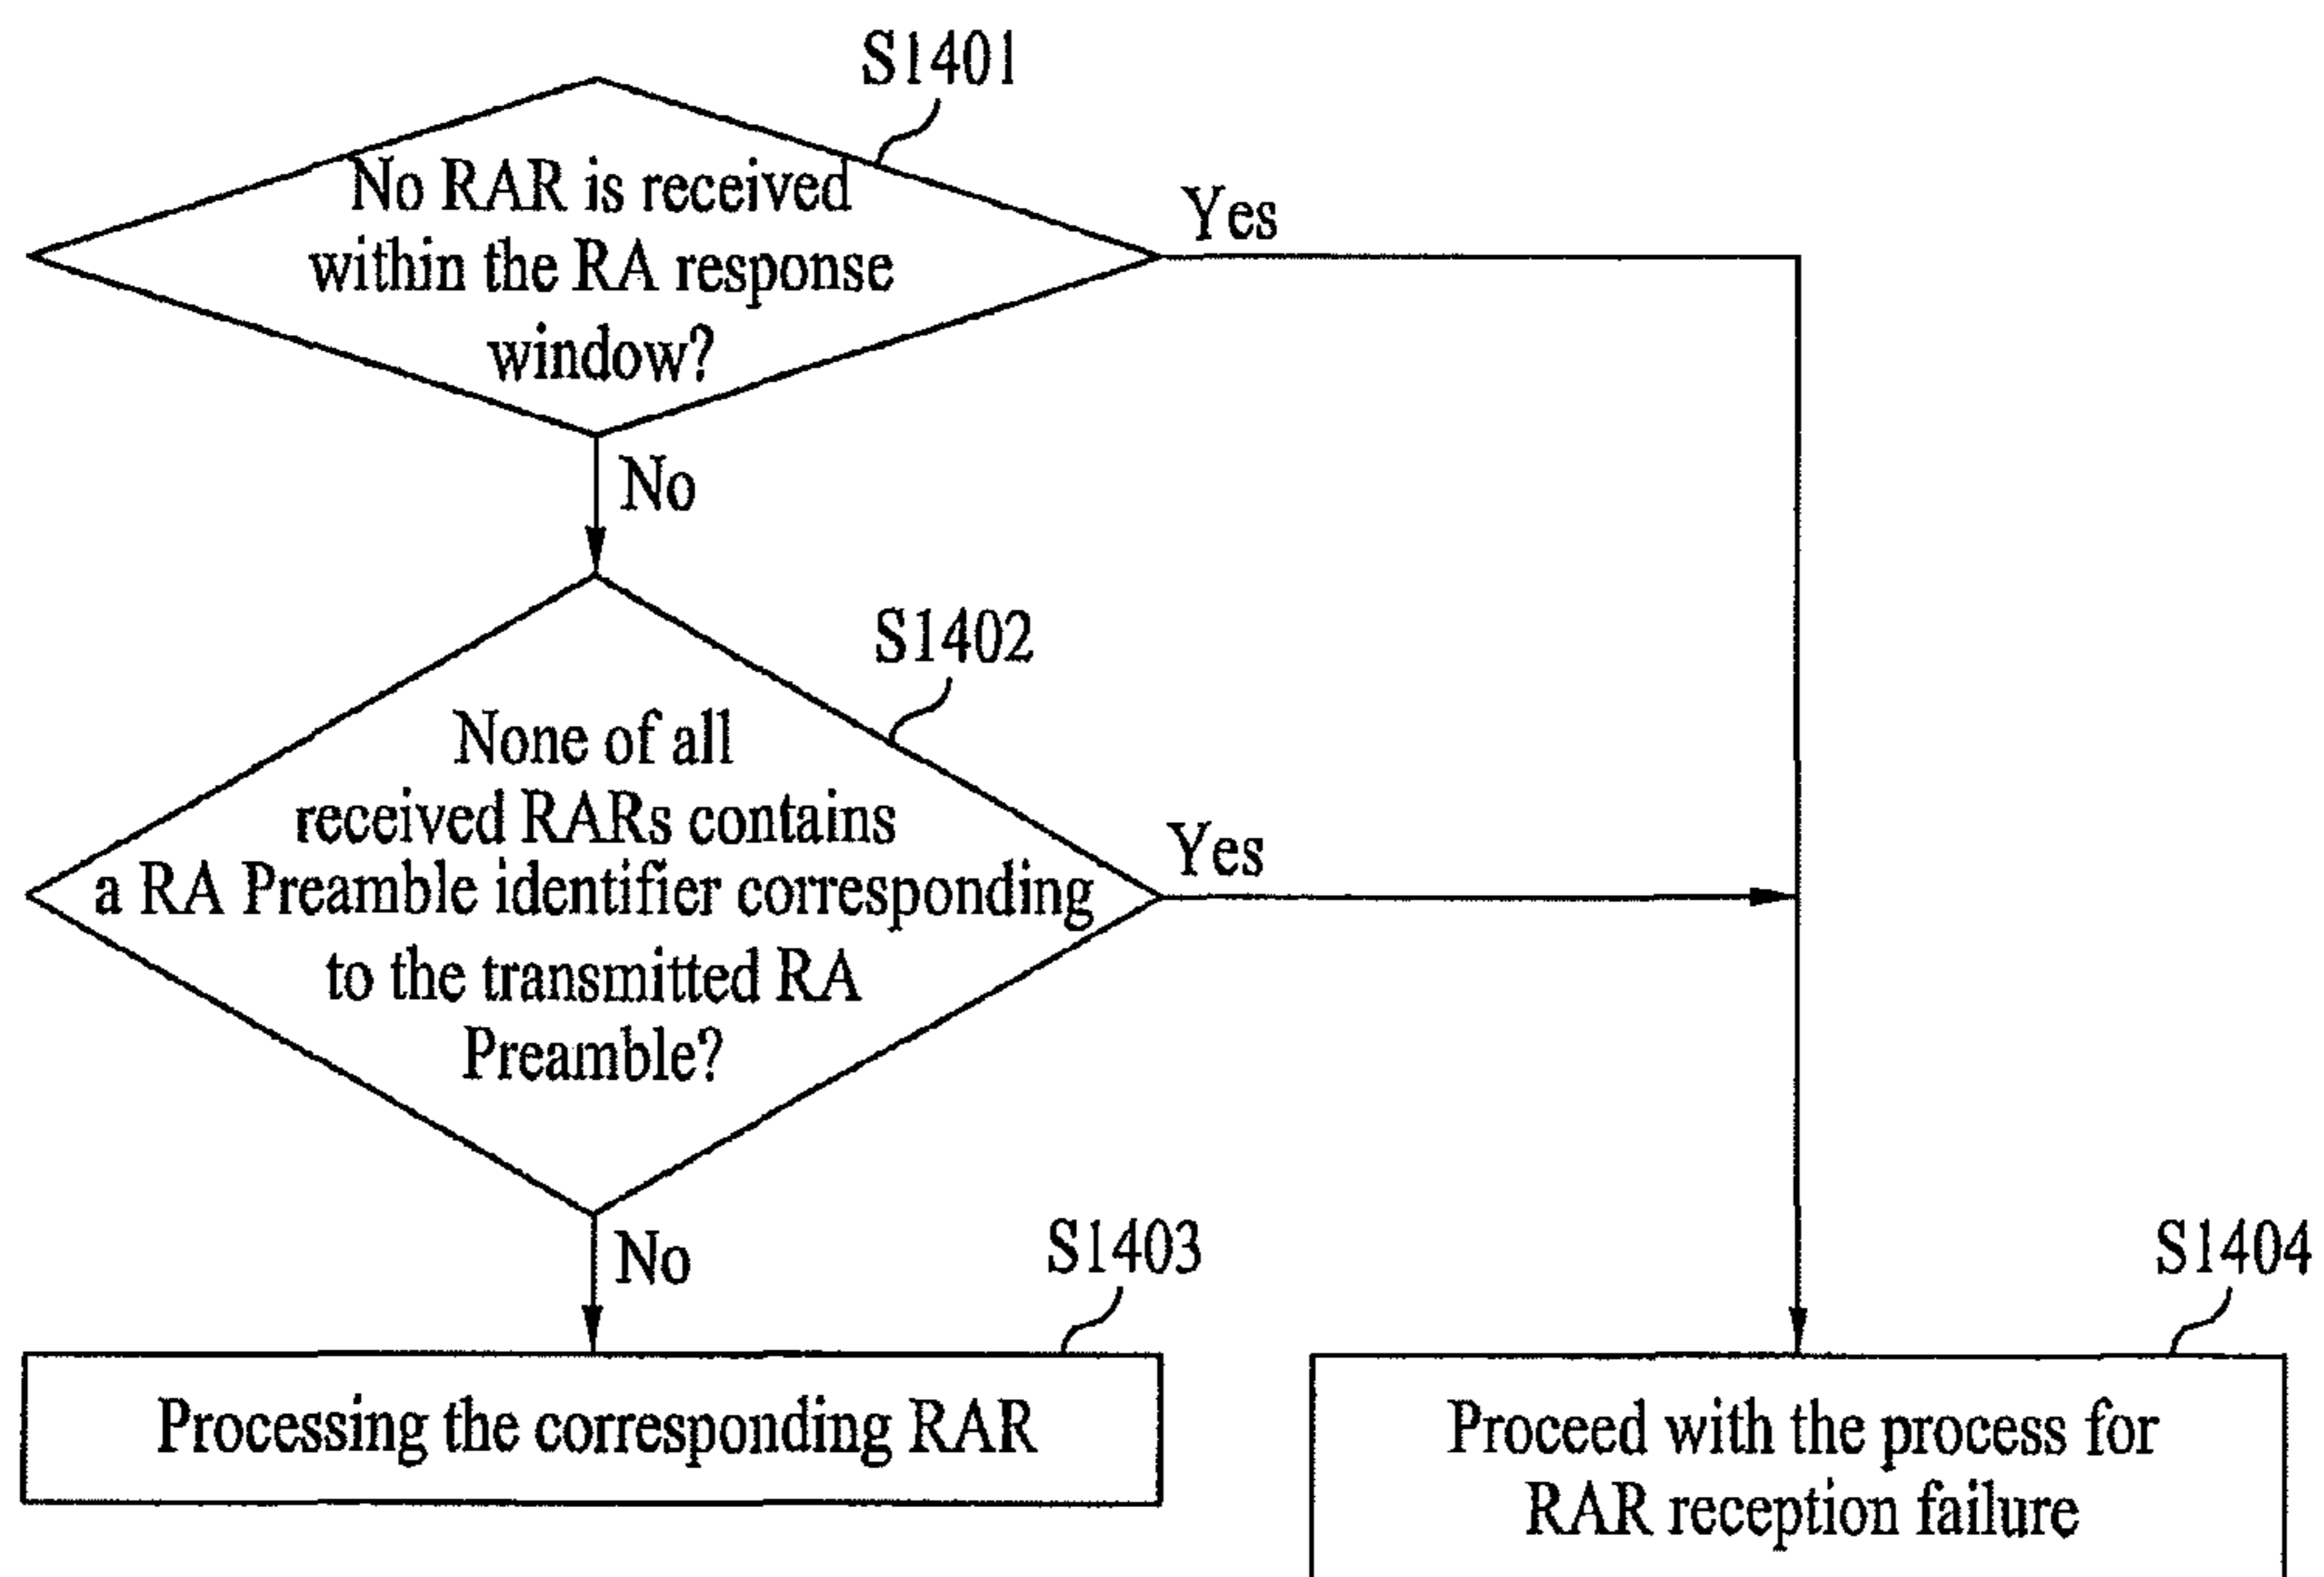 S1401
No RAR is received
within the RA response
window?
Yes
No
S1402
None of all
received RARs contains
a RA Preamble identifier corresponding
to the transmitted RA
Preamble?
Yes
No
S1403
Processing the corresponding RAR
S1404
Proceed with the process for
RAR reception failure